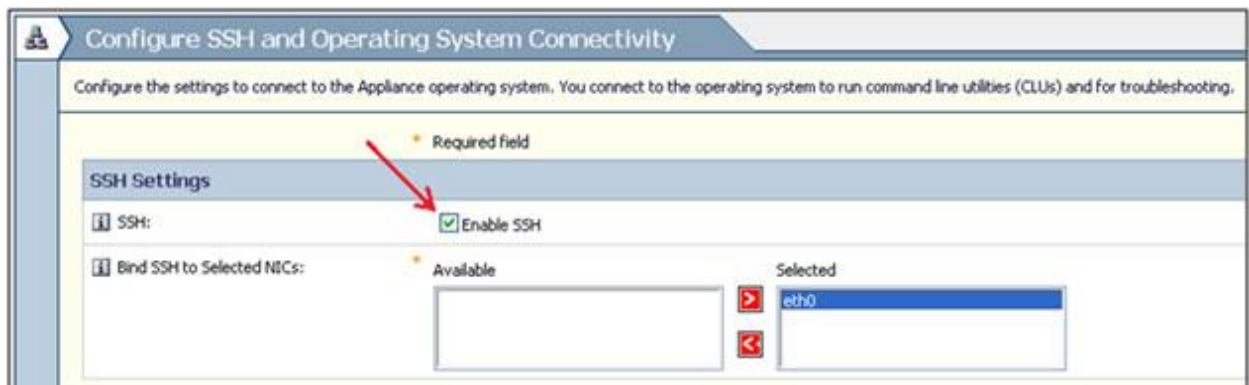 Configure SSH and Operating System Connectivity
Configure the settings to connect to the Appliance operating system. You connect to the operating system to run command line utilities (CLUs) and for troubleshooting.
* Required field
SSH Settings
SSH: Enable SSH
Bind SSH to Selected NICs: * Available Selected
eth0